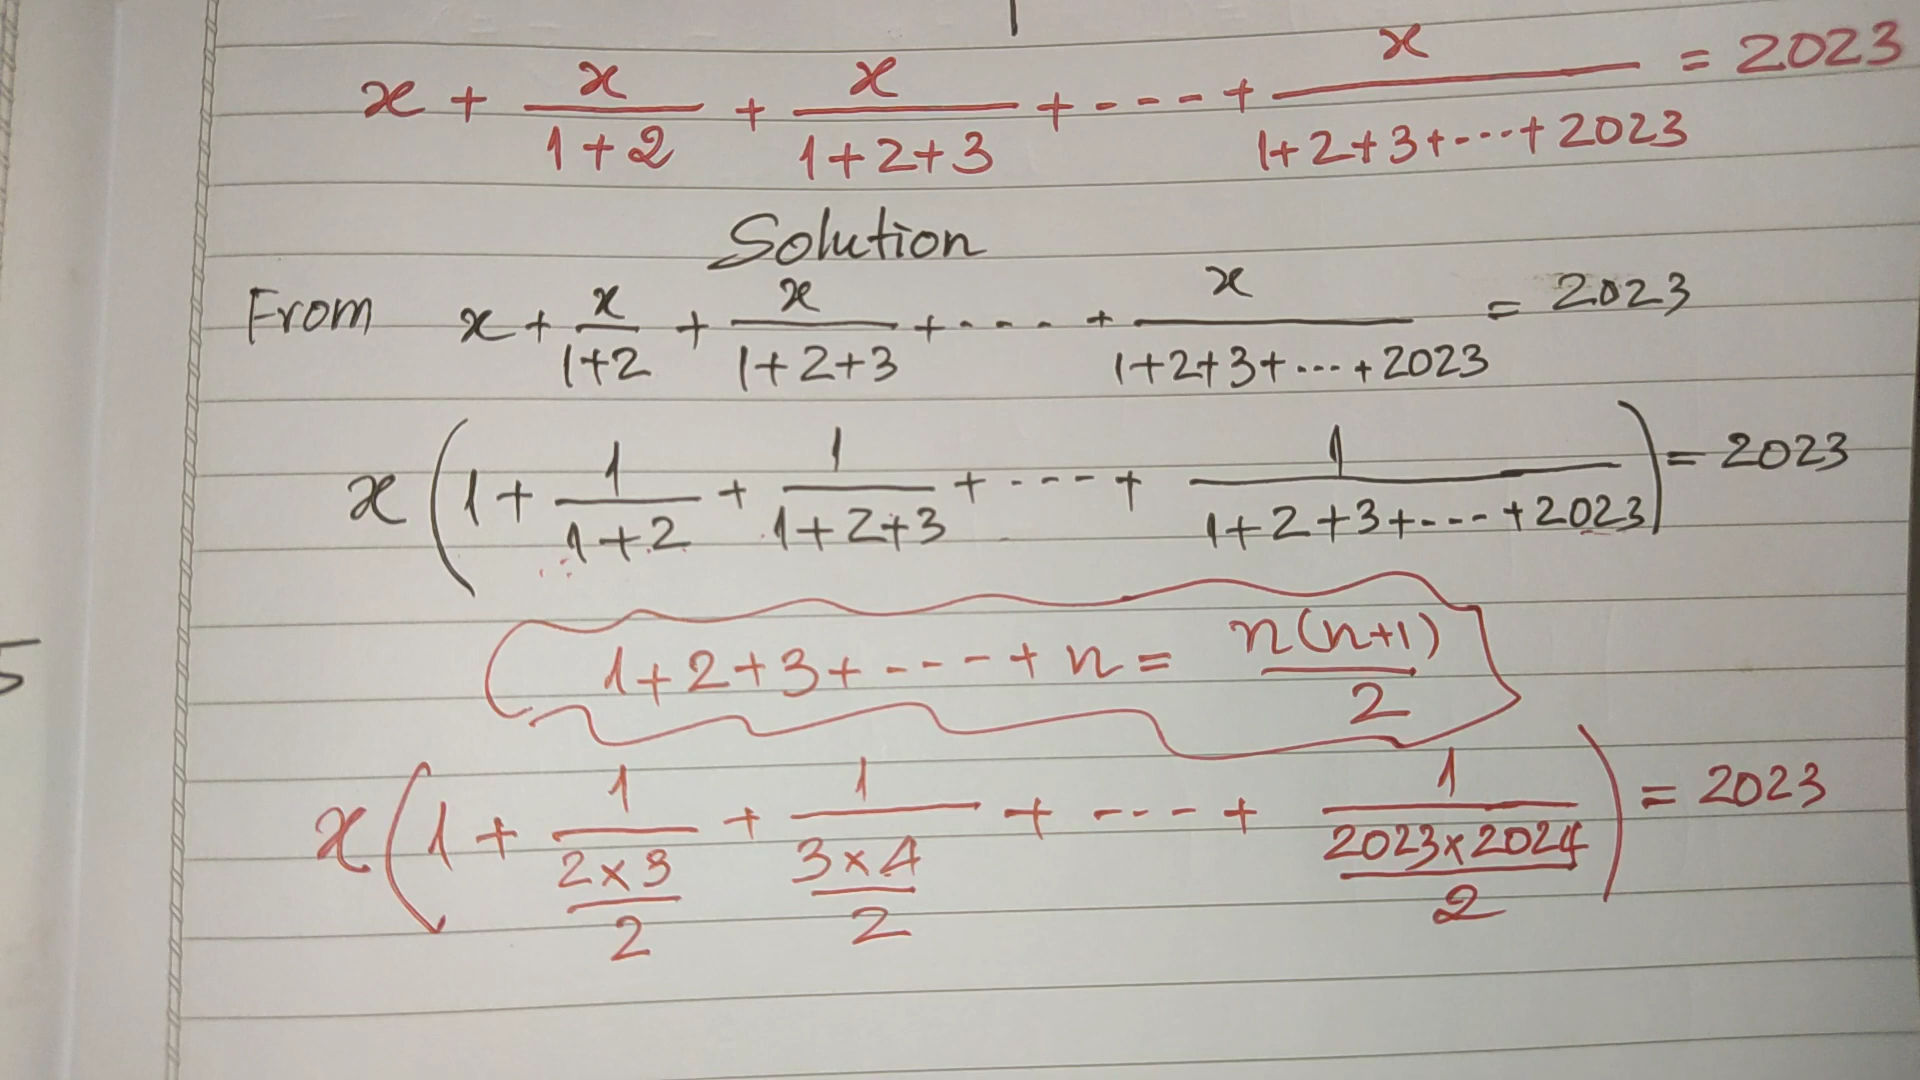 x + x/(1+2) + x/(1+2+3) + ---- + x/(1+2+3+---+2023) = 2023
Solution
From x + x/(1+2) + x/(1+2+3) + ---- + x/(1+2+3+---+2023) = 2023
x(1 + 1/(1+2) + 1/(1+2+3) + ---- + 1/(1+2+3+----+2023)) = 2023
1+2+3+----+n = n(n+1)/2
x(1 + 1/((2×3)/2) + 1/((3×4)/2) + ---- + 1/((2023×2024)/2)) = 2023